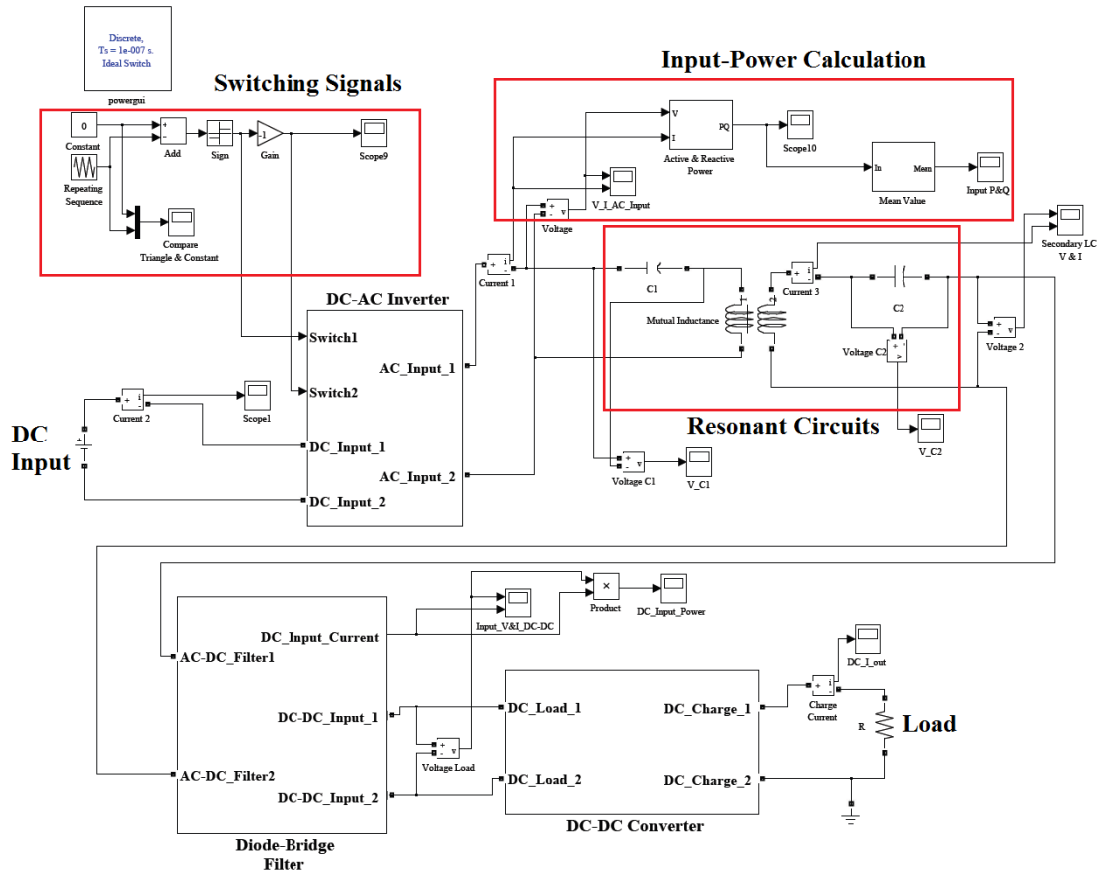 Discrete,
Ts = 1e-007 s.
Ideal Switch
powergui
Switching Signals
Input-Power Calculation
0
Constant
+
-
Add
Sign
-1
Gain
Scope9
Repeating
Sequence
Compare
Triangle & Constant
V
I
PQ
Active & Reactive
Power
Scope10
In
Mean
Mean Value
Input P&Q
V_I_AC_Input
+
-
v
Voltage
Secondary LC
V & I
+
i
-
Current 1
C1
Mutual Inductance
1
2
+
i
-
Current 3
C2
+
-
v
Voltage C2
+
-
v
Voltage 2
Resonant Circuits
V_C2
+
-
v
Voltage C1
V_C1
DC-AC Inverter
Switch1
Switch2
AC_Input_1
AC_Input_2
DC_Input_1
DC_Input_2
DC
Input
+
i
-
Current 2
Scope1
DC_Input_Current
AC-DC_Filter1
DC-DC_Input_1
AC-DC_Filter2
DC-DC_Input_2
Diode-Bridge
Filter
Input_V&I_DC-DC
×
Product
DC_Input_Power
+
-
v
Voltage Load
DC_Load_1
DC_Load_2
DC_Charge_1
DC_Charge_2
DC-DC Converter
+
i
-
Charge
Current
DC_I_out
R
Load